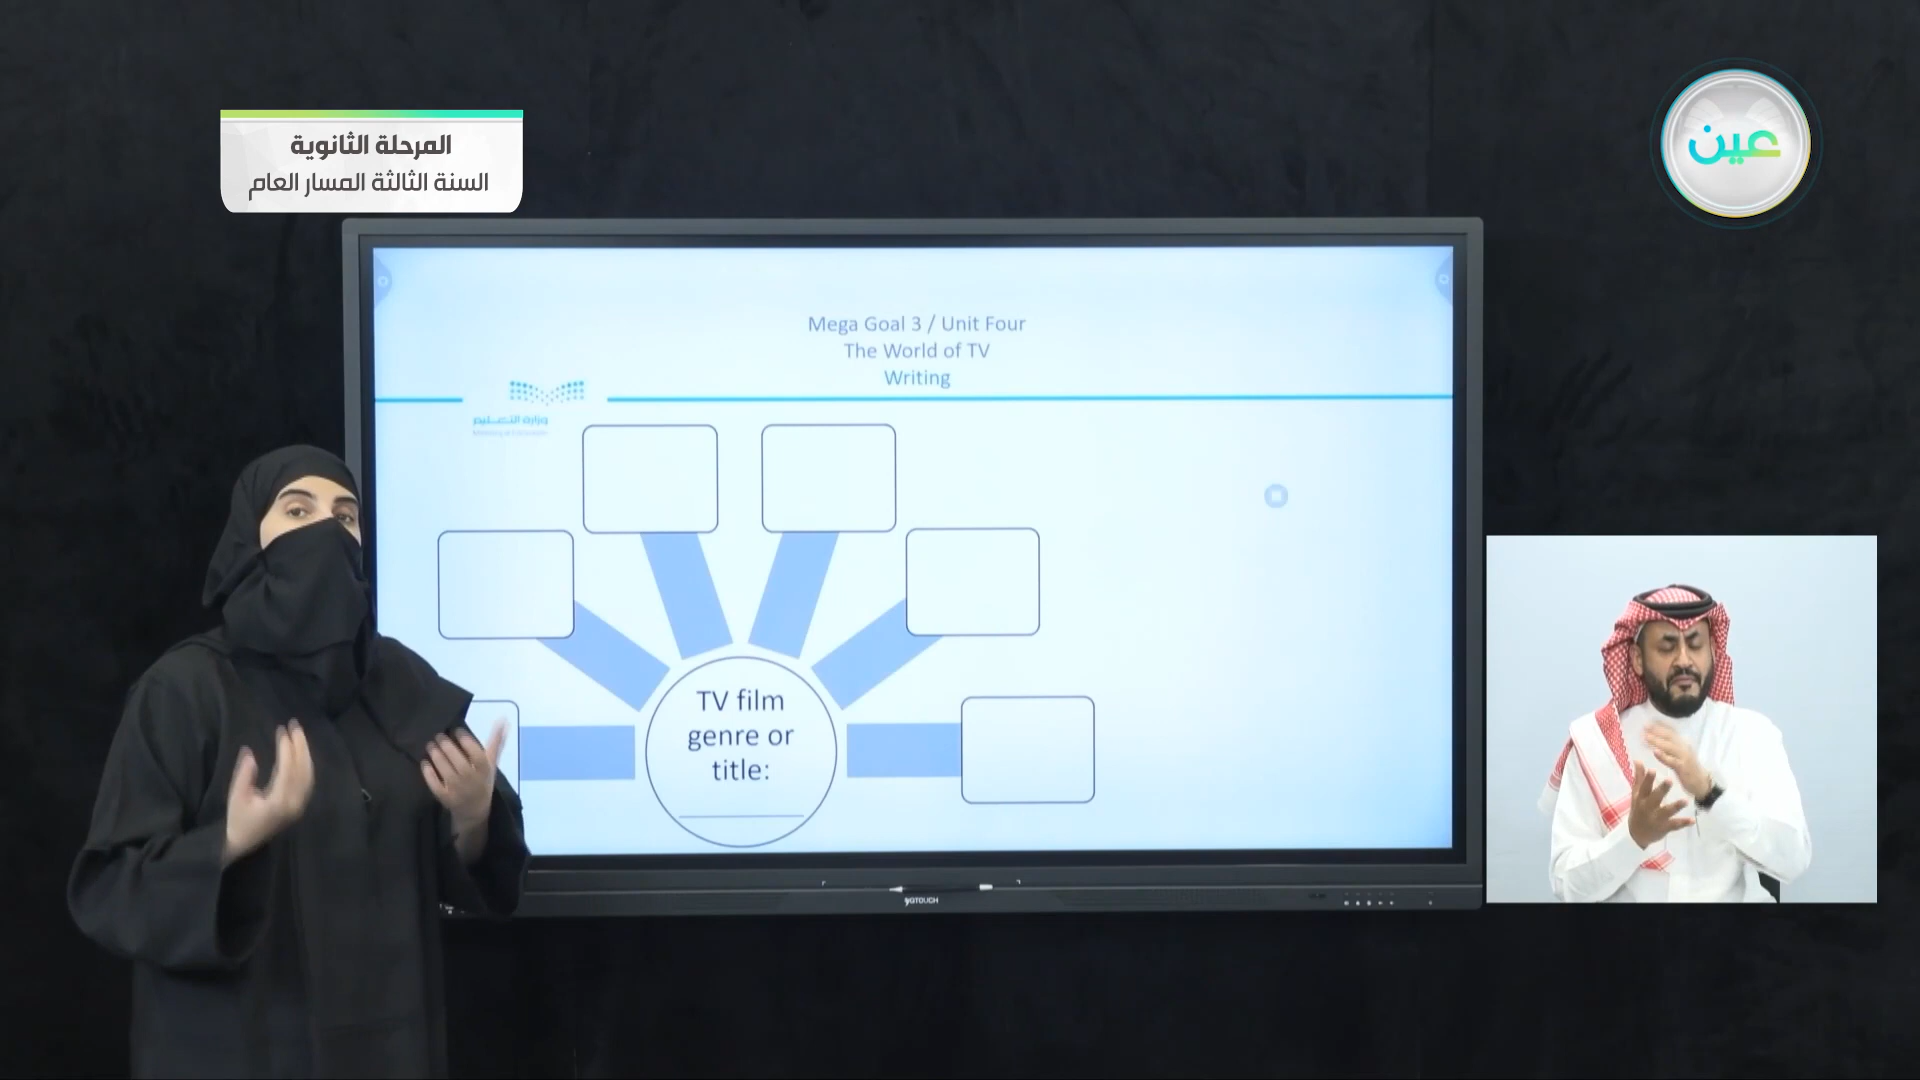 المرحلة الثانوية
السنة الثالثة المسار العام
عين
Mega Goal 3 / Unit Four
The World of TV
Writing
وزارة التعليم
TV film
genre or
title: